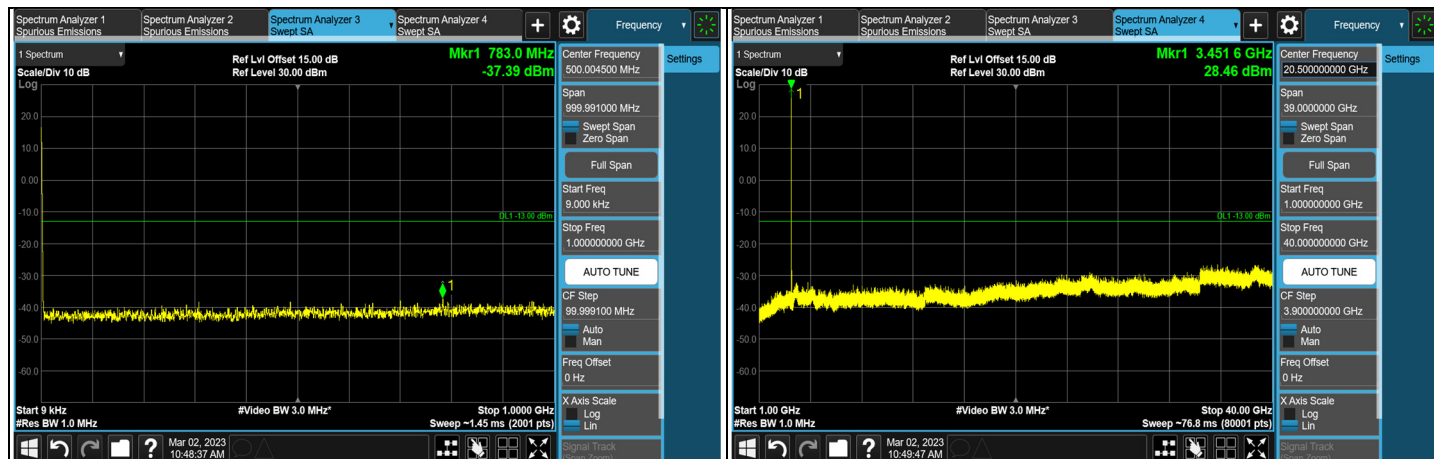 Spectrum Analyzer 1
Spurious Emissions
Spectrum Analyzer 2
Spurious Emissions
Spectrum Analyzer 3
Swept SA
Spectrum Analyzer 4
Swept SA
+
Frequency
1 Spectrum
Scale/Div 10 dB
Log
Ref Lvl Offset 15.00 dB
Ref Level 30.00 dBm
Mkr1 783.0 MHz
-37.39 dBm
20.0
10.0
0.00
-10.0
-20.0
-30.0
-40.0
-50.0
-60.0
DL1 -13.00 dBm
1
Start 9 kHz
#Res BW 1.0 MHz
#Video BW 3.0 MHz*
Stop 1.0000 GHz
Sweep ~1.45 ms (2001 pts)
Center Frequency
500.004500 MHz
Settings
Span
999.991000 MHz
Swept Span
Zero Span
Full Span
Start Freq
9.000 kHz
Stop Freq
1.000000000 GHz
AUTO TUNE
CF Step
99.999100 MHz
Auto
Man
Freq Offset
0 Hz
X Axis Scale
Log
Lin
Signal Track
(Span Zoom)
?
Mar 02, 2023
10:48:37 AM
Spectrum Analyzer 1
Spurious Emissions
Spectrum Analyzer 2
Spurious Emissions
Spectrum Analyzer 3
Swept SA
Spectrum Analyzer 4
Swept SA
+
Frequency
1 Spectrum
Scale/Div 10 dB
Log
Ref Lvl Offset 15.00 dB
Ref Level 30.00 dBm
Mkr1 3.451 6 GHz
28.46 dBm
1
20.0
10.0
0.00
-10.0
-20.0
-30.0
-40.0
-50.0
-60.0
DL1 -13.00 dBm
Start 1.00 GHz
#Res BW 1.0 MHz
#Video BW 3.0 MHz*
Stop 40.00 GHz
Sweep ~76.8 ms (80001 pts)
Center Frequency
20.500000000 GHz
Settings
Span
39.0000000 GHz
Swept Span
Zero Span
Full Span
Start Freq
1.000000000 GHz
Stop Freq
40.000000000 GHz
AUTO TUNE
CF Step
3.900000000 GHz
Auto
Man
Freq Offset
0 Hz
X Axis Scale
Log
Lin
Signal Track
(Span Zoom)
?
Mar 02, 2023
10:49:47 AM